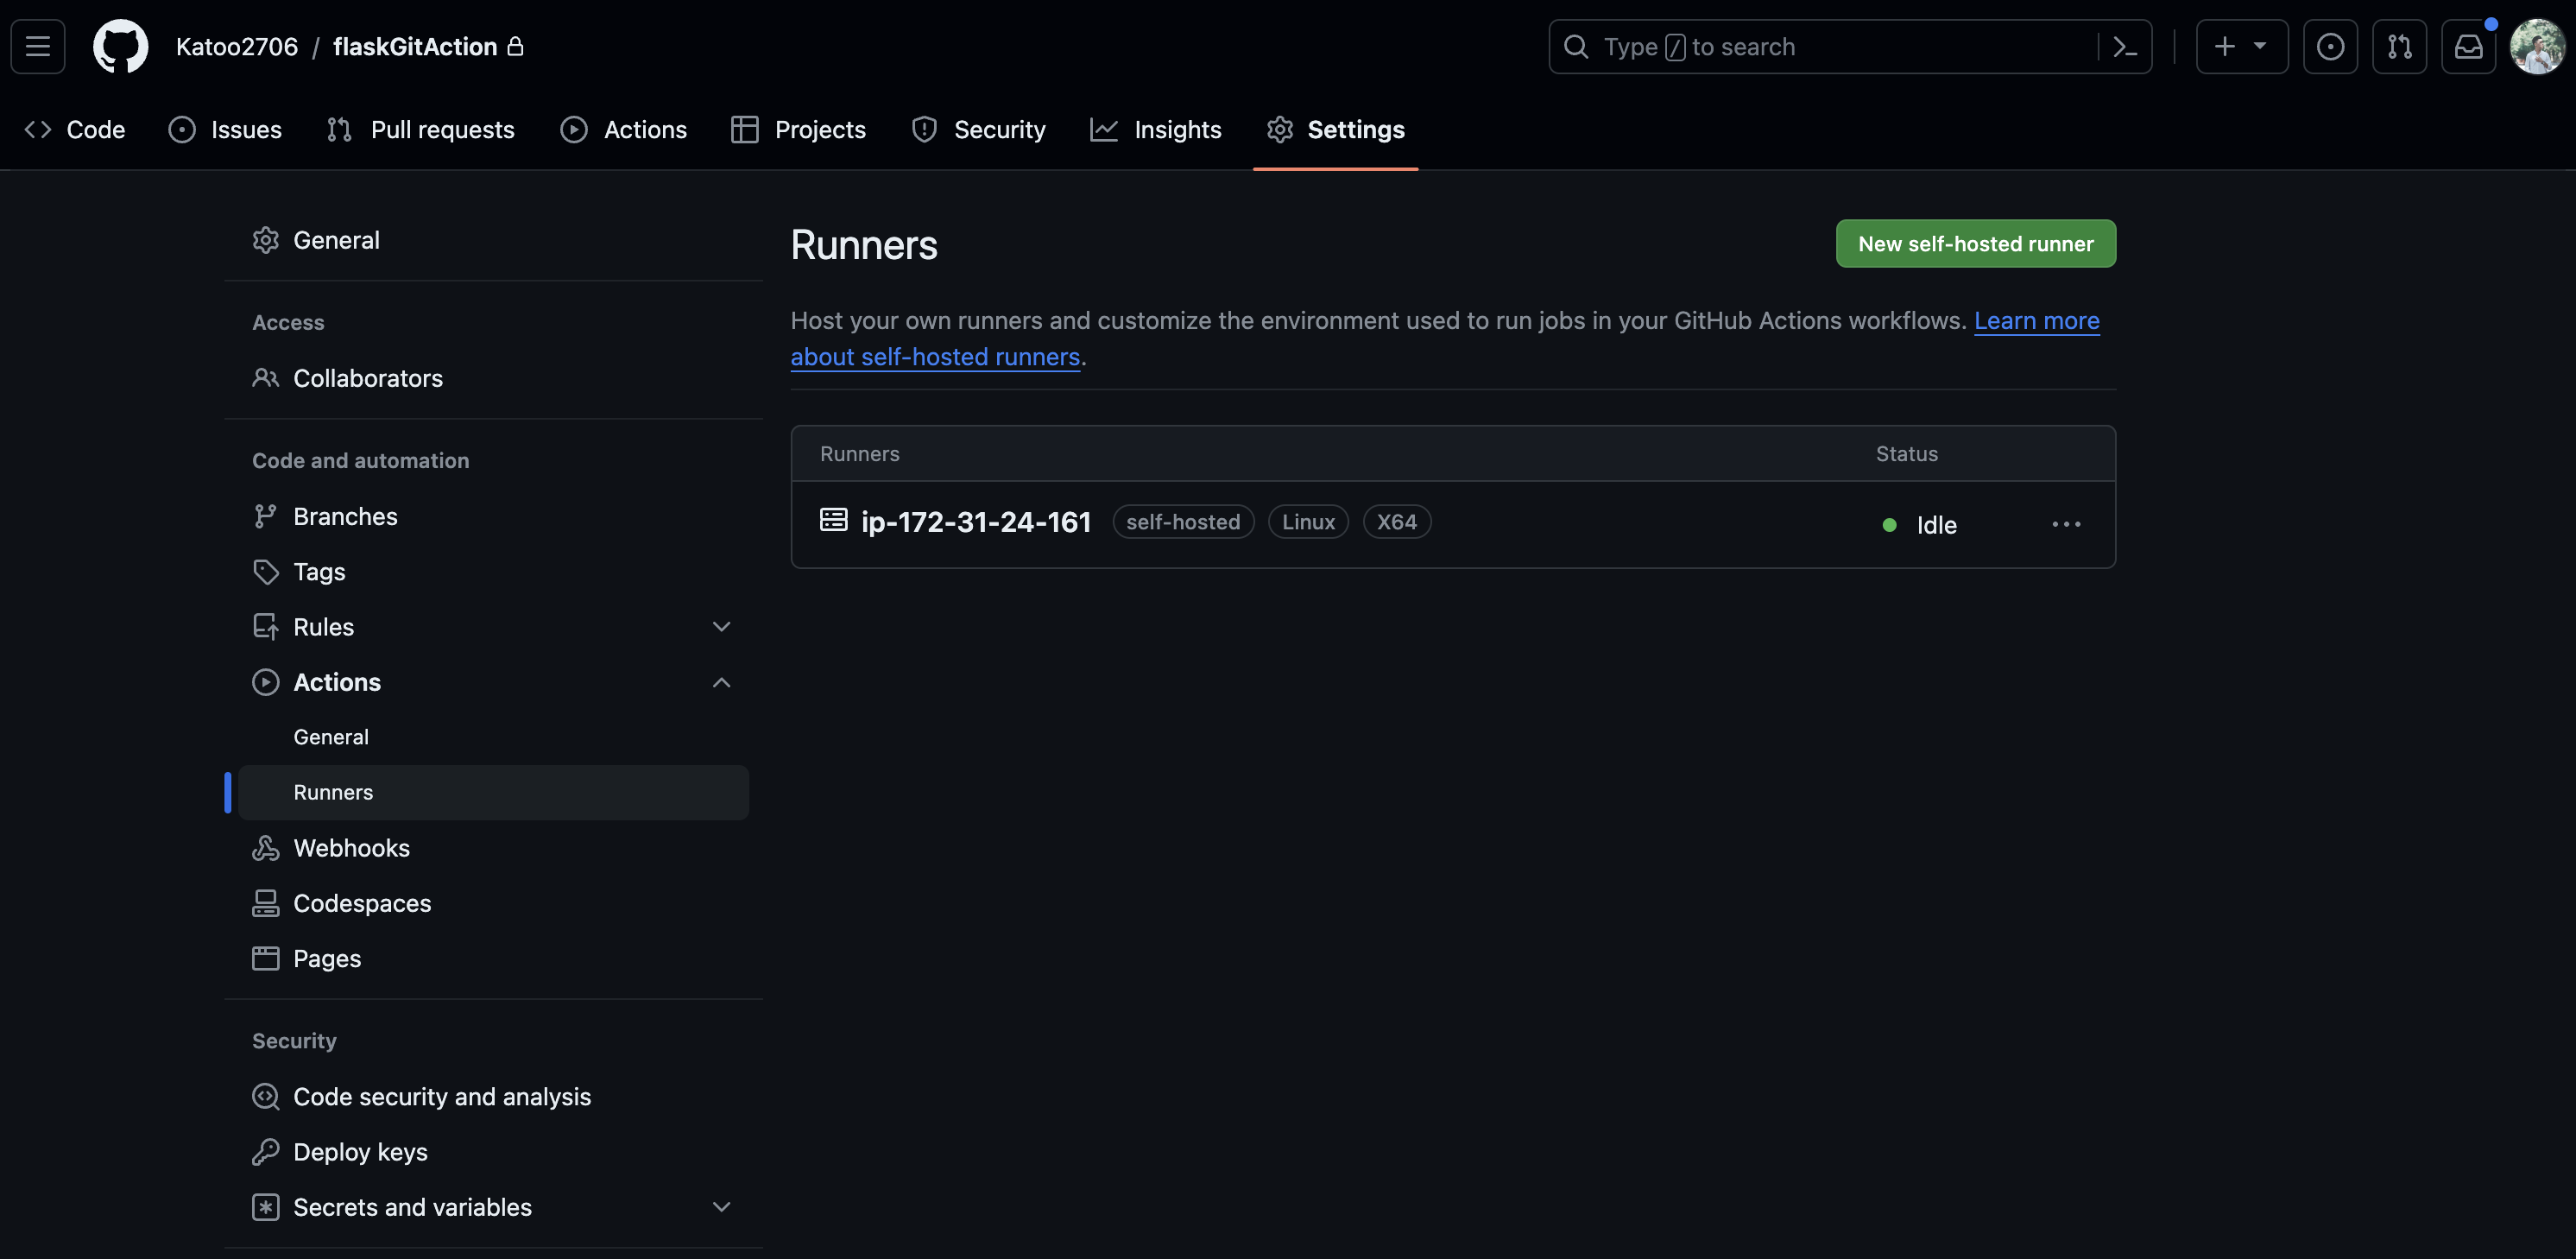 Katoo2706 / flaskGitAction
Type / to search
Code
Issues
Pull requests
Actions
Projects
Security
Insights
Settings
General
Access
Collaborators
Code and automation
Branches
Tags
Rules
Actions
General
Runners
Webhooks
Codespaces
Pages
Security
Code security and analysis
Deploy keys
Secrets and variables
Runners
New self-hosted runner
Host your own runners and customize the environment used to run jobs in your GitHub Actions workflows. Learn more
about self-hosted runners.
Runners Status
ip-172-31-24-161 self-hosted Linux X64 Idle